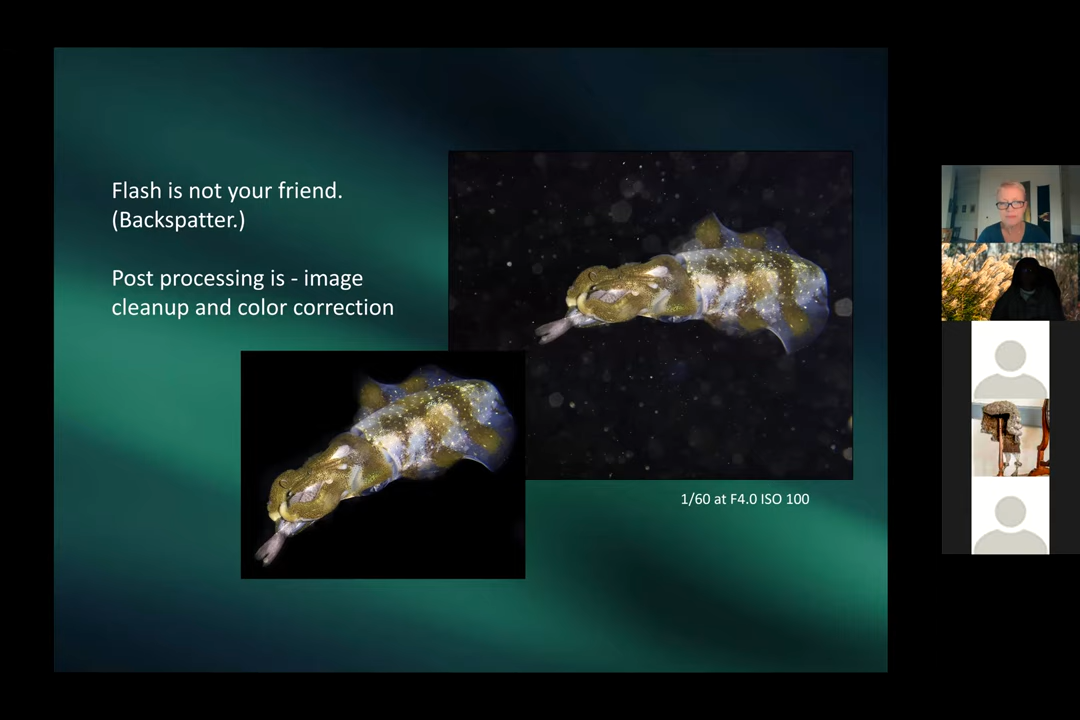 Flash is not your friend.
(Backspatter.)
Post processing is - image
cleanup and color correction
1/60 at F4.0 ISO 100